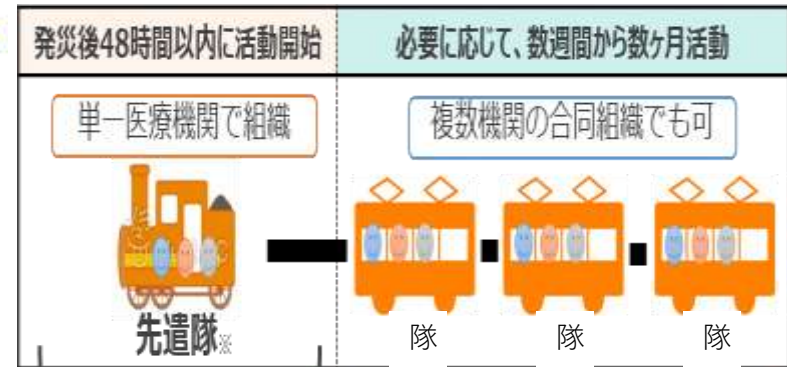 発災後48時間以内に活動開始
必要に応じて、数週間から数ヶ月活動
単一医療機関で組織
複数機関の合同組織でも可
先遣隊※
隊
隊
隊